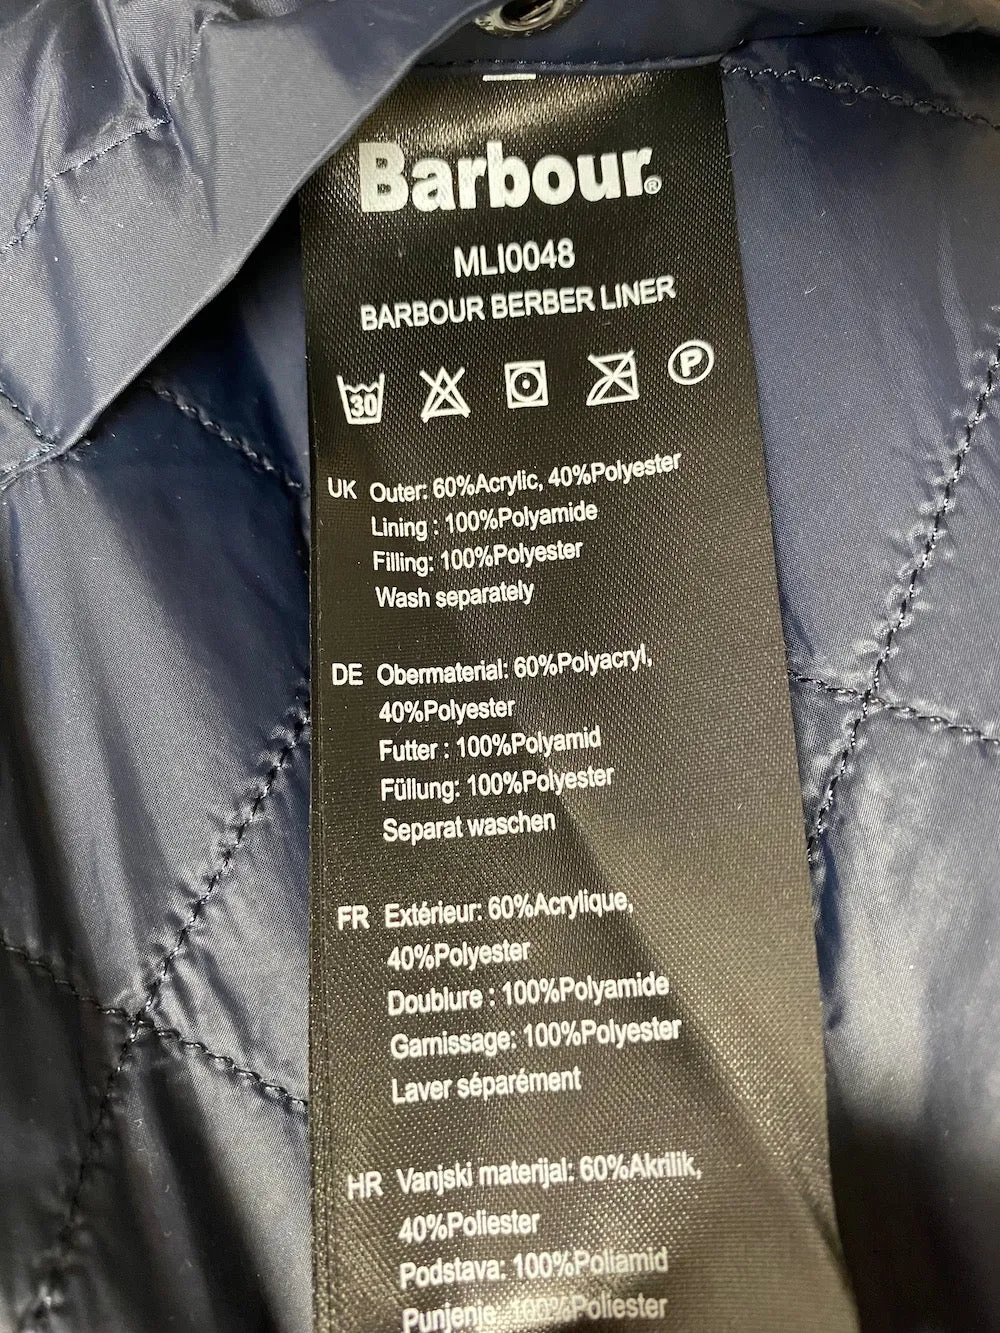 Barbour®
MLI0048
BARBOUR BERBER LINER
30
P
UK Outer: 60%Acrylic, 40%Polyester
Lining : 100%Polyamide
Filling: 100%Polyester
Wash separately
DE Obermaterial: 60%Polyacryl,
40%Polyester
Futter : 100%Polyamid
Füllung: 100%Polyester
Separat waschen
FR Extérieur: 60%Acrylique,
40%Polyester
Doublure : 100%Polyamide
Garnissage: 100%Polyester
Laver séparément
HR Vanjski materijal: 60%Akrilik,
40%Poliester
Podstava: 100%Poliamid
Punjenje: 100%Poliester